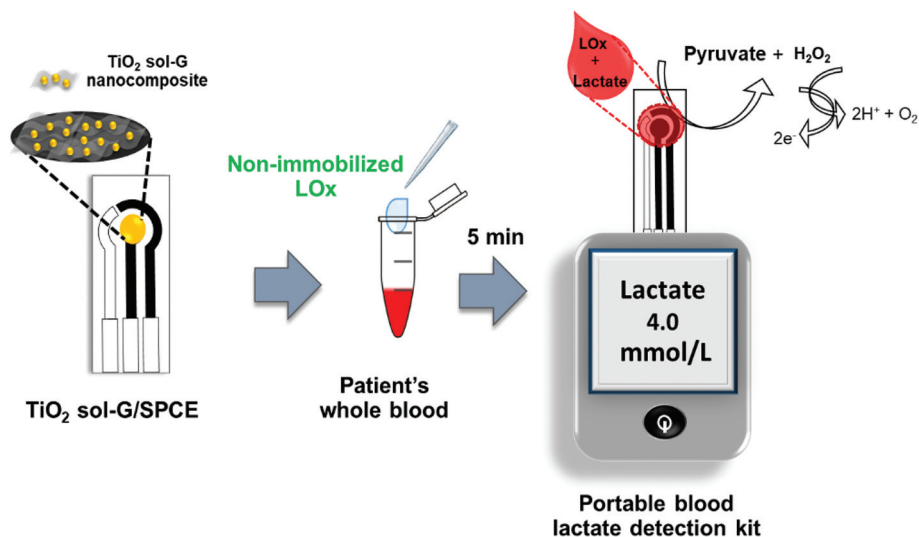 TiO₂ sol-G
nanocomposite
TiO₂ sol-G/SPCE
Non-immobilized
LOx
Patient's
whole blood
5 min
LOx
+
Lactate
Pyruvate + H₂O₂
2H⁺ + O₂
2e⁻
Lactate
4.0
mmol/L
Portable blood
lactate detection kit